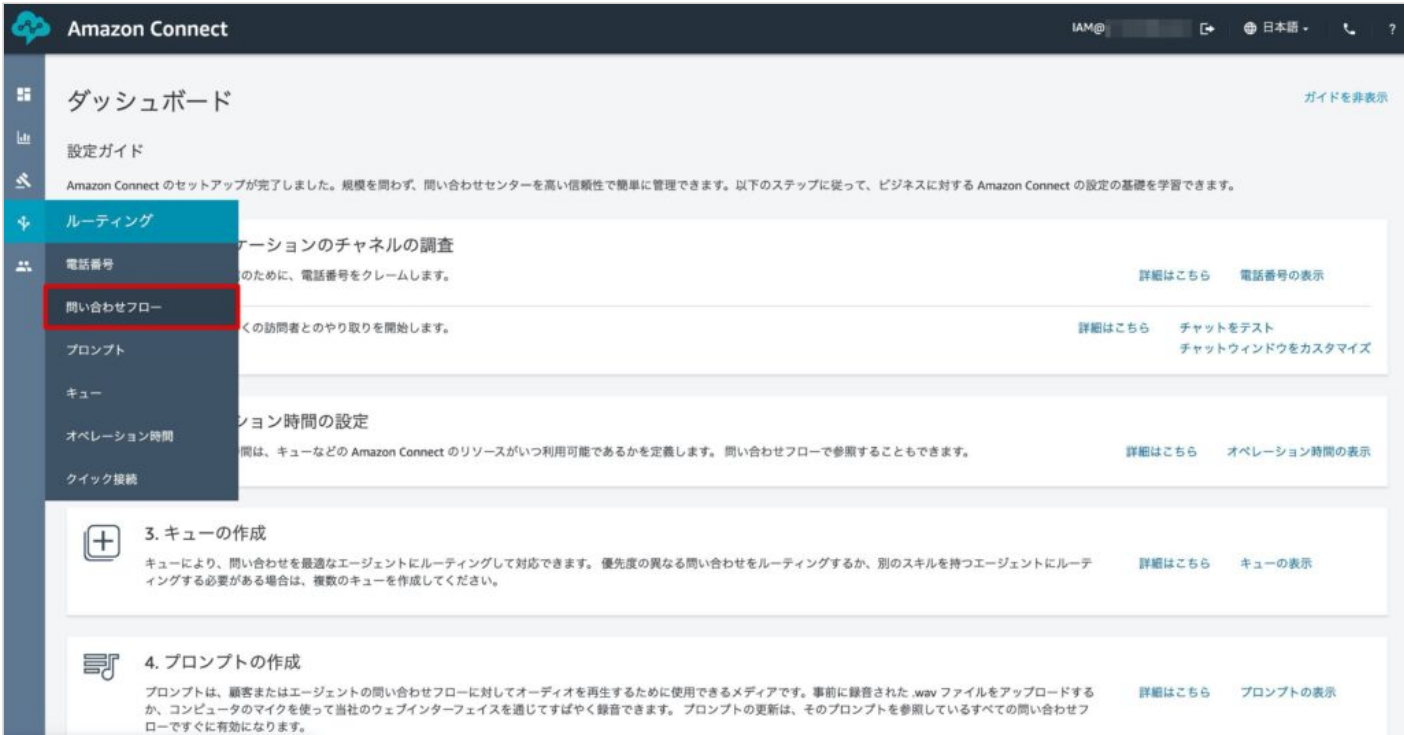 Amazon Connect
IAM@
日本語
?
ダッシュボード
ガイドを非表示
設定ガイド
Amazon Connect のセットアップが完了しました。規模を問わず、問い合わせセンターを高い信頼性で簡単に管理できます。以下のステップに従って、ビジネスに対する Amazon Connect の設定の基礎を学習できます。
ルーティング
電話番号
問い合わせフロー
プロンプト
キュー
オペレーション時間
クイック接続
ケーションのチャネルの調査
のために、電話番号をクレームします。
詳細はこちら 電話番号の表示
くの訪問者とのやり取りを開始します。
詳細はこちら チャットをテスト
チャットウィンドウをカスタマイズ
ション時間の設定
間は、キューなどの Amazon Connect のリソースがいつ利用可能であるかを定義します。 問い合わせフローで参照することもできます。
詳細はこちら オペレーション時間の表示
3. キューの作成
キューにより、問い合わせを最適なエージェントにルーティングして対応できます。 優先度の異なる問い合わせをルーティングするか、別のスキルを持つエージェントにルーテ
ィングする必要がある場合は、複数のキューを作成してください。
詳細はこちら キューの表示
4. プロンプトの作成
プロンプトは、顧客またはエージェントの問い合わせフローに対してオーディオを再生するために使用できるメディアです。事前に録音された .wav ファイルをアップロードする
か、コンピュータのマイクを使って当社のウェブインターフェイスを通じてすばやく録音できます。 プロンプトの更新は、そのプロンプトを参照しているすべての問い合わせフ
ローですぐに有効になります。
詳細はこちら プロンプトの表示